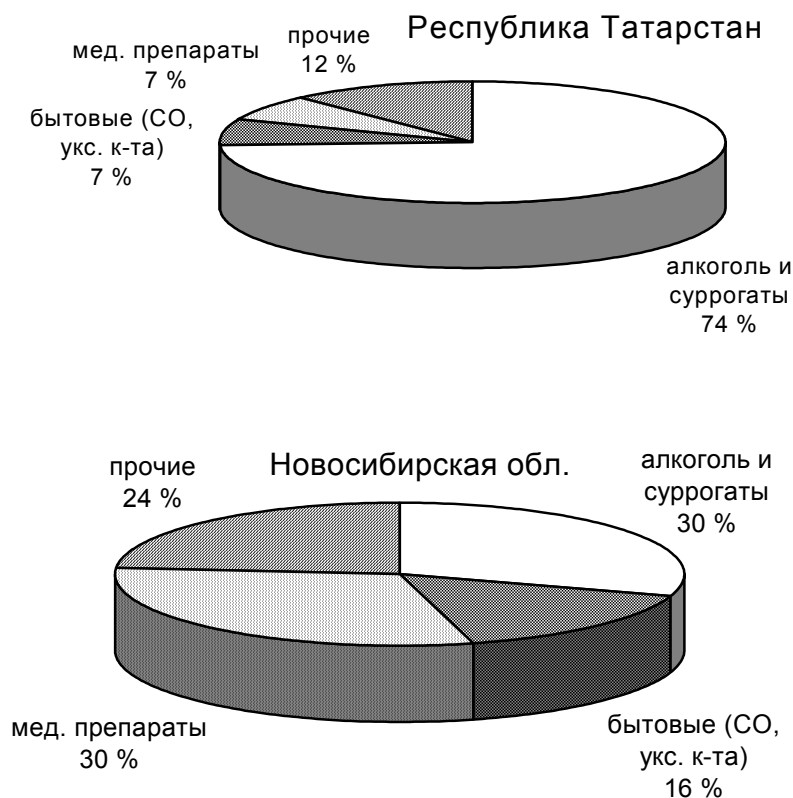 Республика Татарстан
мед. препараты
7 %
прочие
12 %
бытовые (СО,
укс. к-та)
7 %
алкоголь и
суррогаты
74 %
Новосибирская обл.
прочие
24 %
алкоголь и
суррогаты
30 %
мед. препараты
30 %
бытовые (СО,
укс. к-та)
16 %